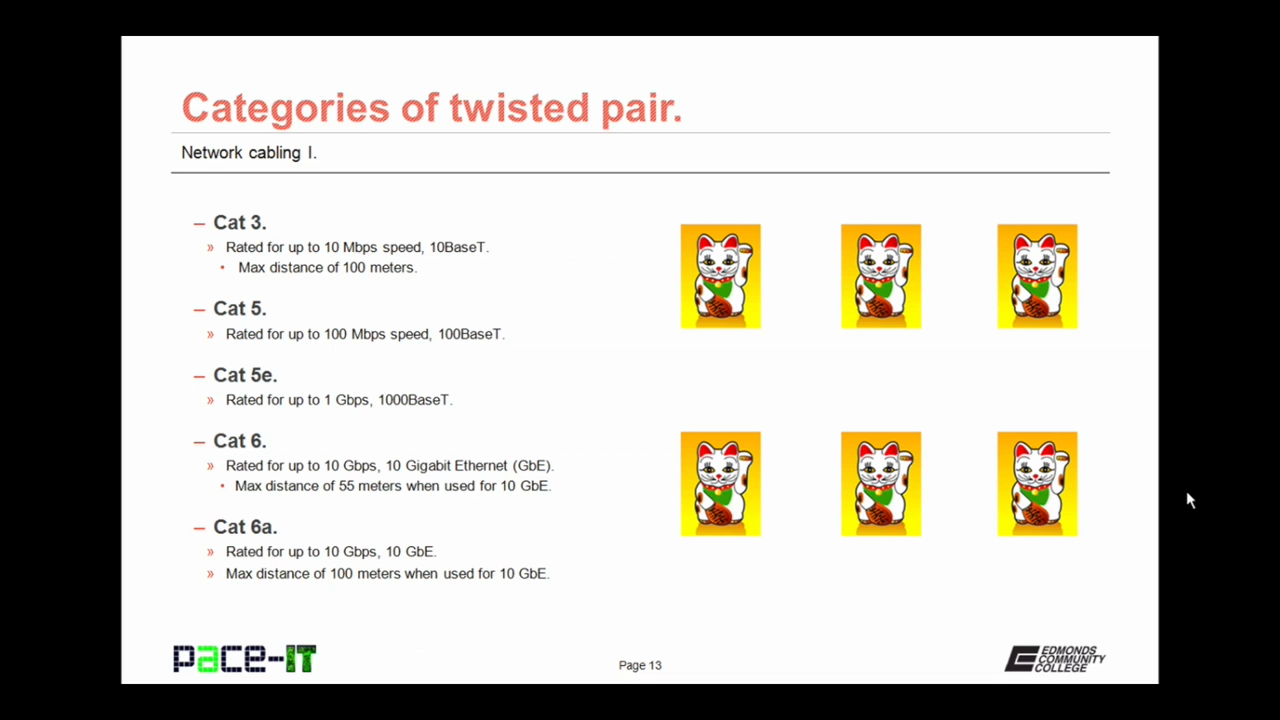 Categories of twisted pair.
Network cabling I.
– Cat 3.
» Rated for up to 10 Mbps speed, 10BaseT.
• Max distance of 100 meters.
– Cat 5.
» Rated for up to 100 Mbps speed, 100BaseT.
– Cat 5e.
» Rated for up to 1 Gbps, 1000BaseT.
– Cat 6.
» Rated for up to 10 Gbps, 10 Gigabit Ethernet (GbE).
• Max distance of 55 meters when used for 10 GbE.
– Cat 6a.
» Rated for up to 10 Gbps, 10 GbE.
» Max distance of 100 meters when used for 10 GbE.
pace-IT
Page 13
EDMONDS
COMMUNITY
COLLEGE